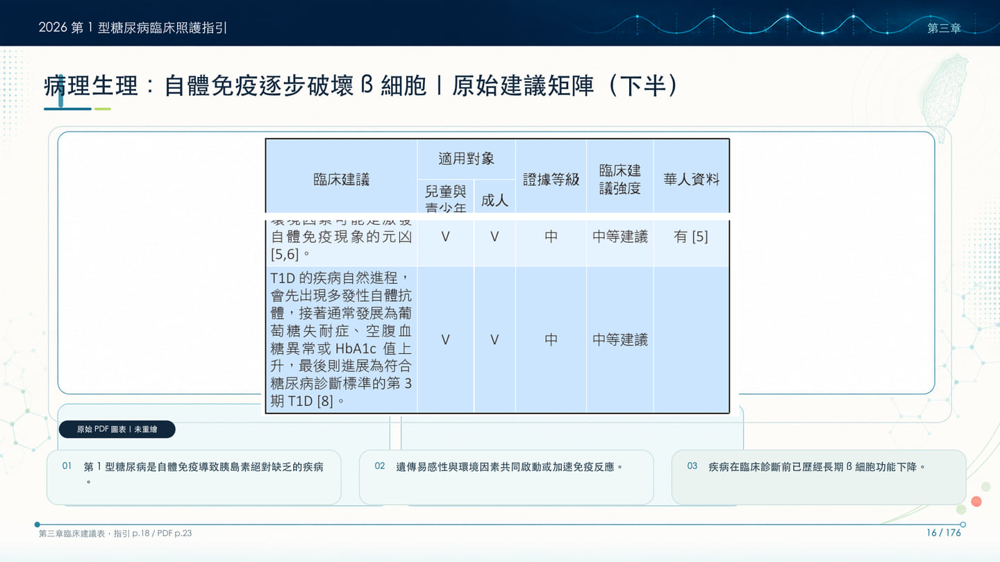 2026 第 1 型糖尿病臨床照護指引
第三章
病理生理：自體免疫逐步破壞 β 細胞｜原始建議矩陣（下半）
臨床建議
適用對象
兒童與
青少年
成人
證據等級
臨床建
議強度
華人資料
環境因素可能是激發
自體免疫現象的元凶
[5,6]。
V
V
中
中等建議
有 [5]
T1D 的疾病自然進程，
會先出現多發性自體抗
體，接著通常發展為葡
萄糖失耐症、空腹血
糖異常或 HbA1c 值上
升，最後則進展為符合
糖尿病診斷標準的第 3
期 T1D [8]。
V
V
中
中等建議
原始 PDF 圖表｜未重繪
01 第 1 型糖尿病是自體免疫導致胰島素絕對缺乏的疾病
。
02 遺傳易感性與環境因素共同啟動或加速免疫反應。
03 疾病在臨床診斷前已歷經長期 β 細胞功能下降。
第三章臨床建議表，指引 p.18 / PDF p.23
16 / 176